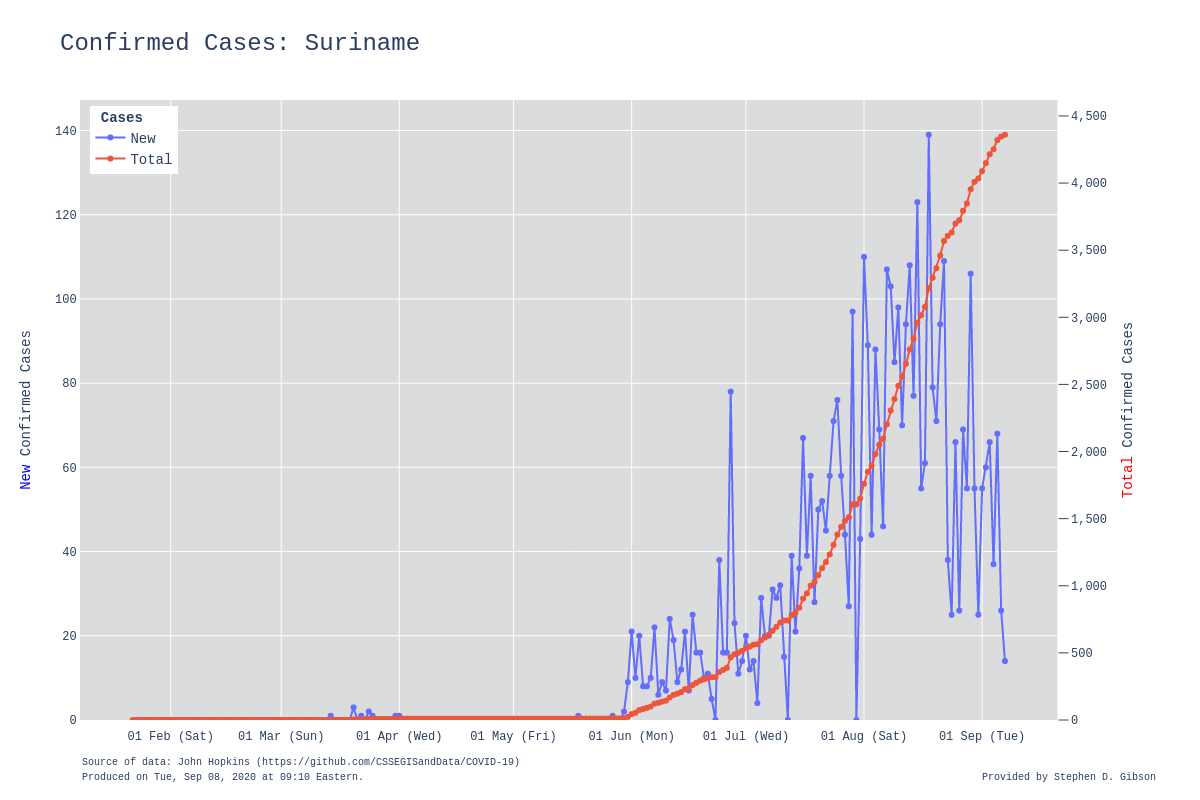 Confirmed Cases: Suriname
Cases
New
Total
140
120
100
80
60
40
20
0
4,500
4,000
3,500
3,000
2,500
2,000
1,500
1,000
500
0
New Confirmed Cases
Total Confirmed Cases
01 Feb (Sat)
01 Mar (Sun)
01 Apr (Wed)
01 May (Fri)
01 Jun (Mon)
01 Jul (Wed)
01 Aug (Sat)
01 Sep (Tue)
Source of data: John Hopkins (https://github.com/CSSEGISandData/COVID-19)
Produced on Tue, Sep 08, 2020 at 09:10 Eastern.
Provided by Stephen D. Gibson